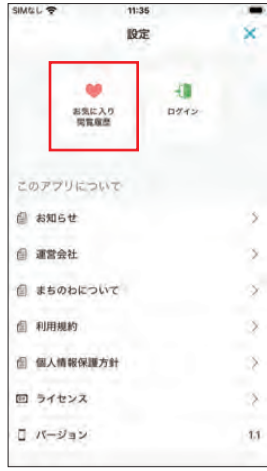 SIMなし 11:35
設定
お気に入り
閲覧履歴
ログイン
このアプリについて
お知らせ
運営会社
まちのわについて
利用規約
個人情報保護方針
ライセンス
バージョン 1.1